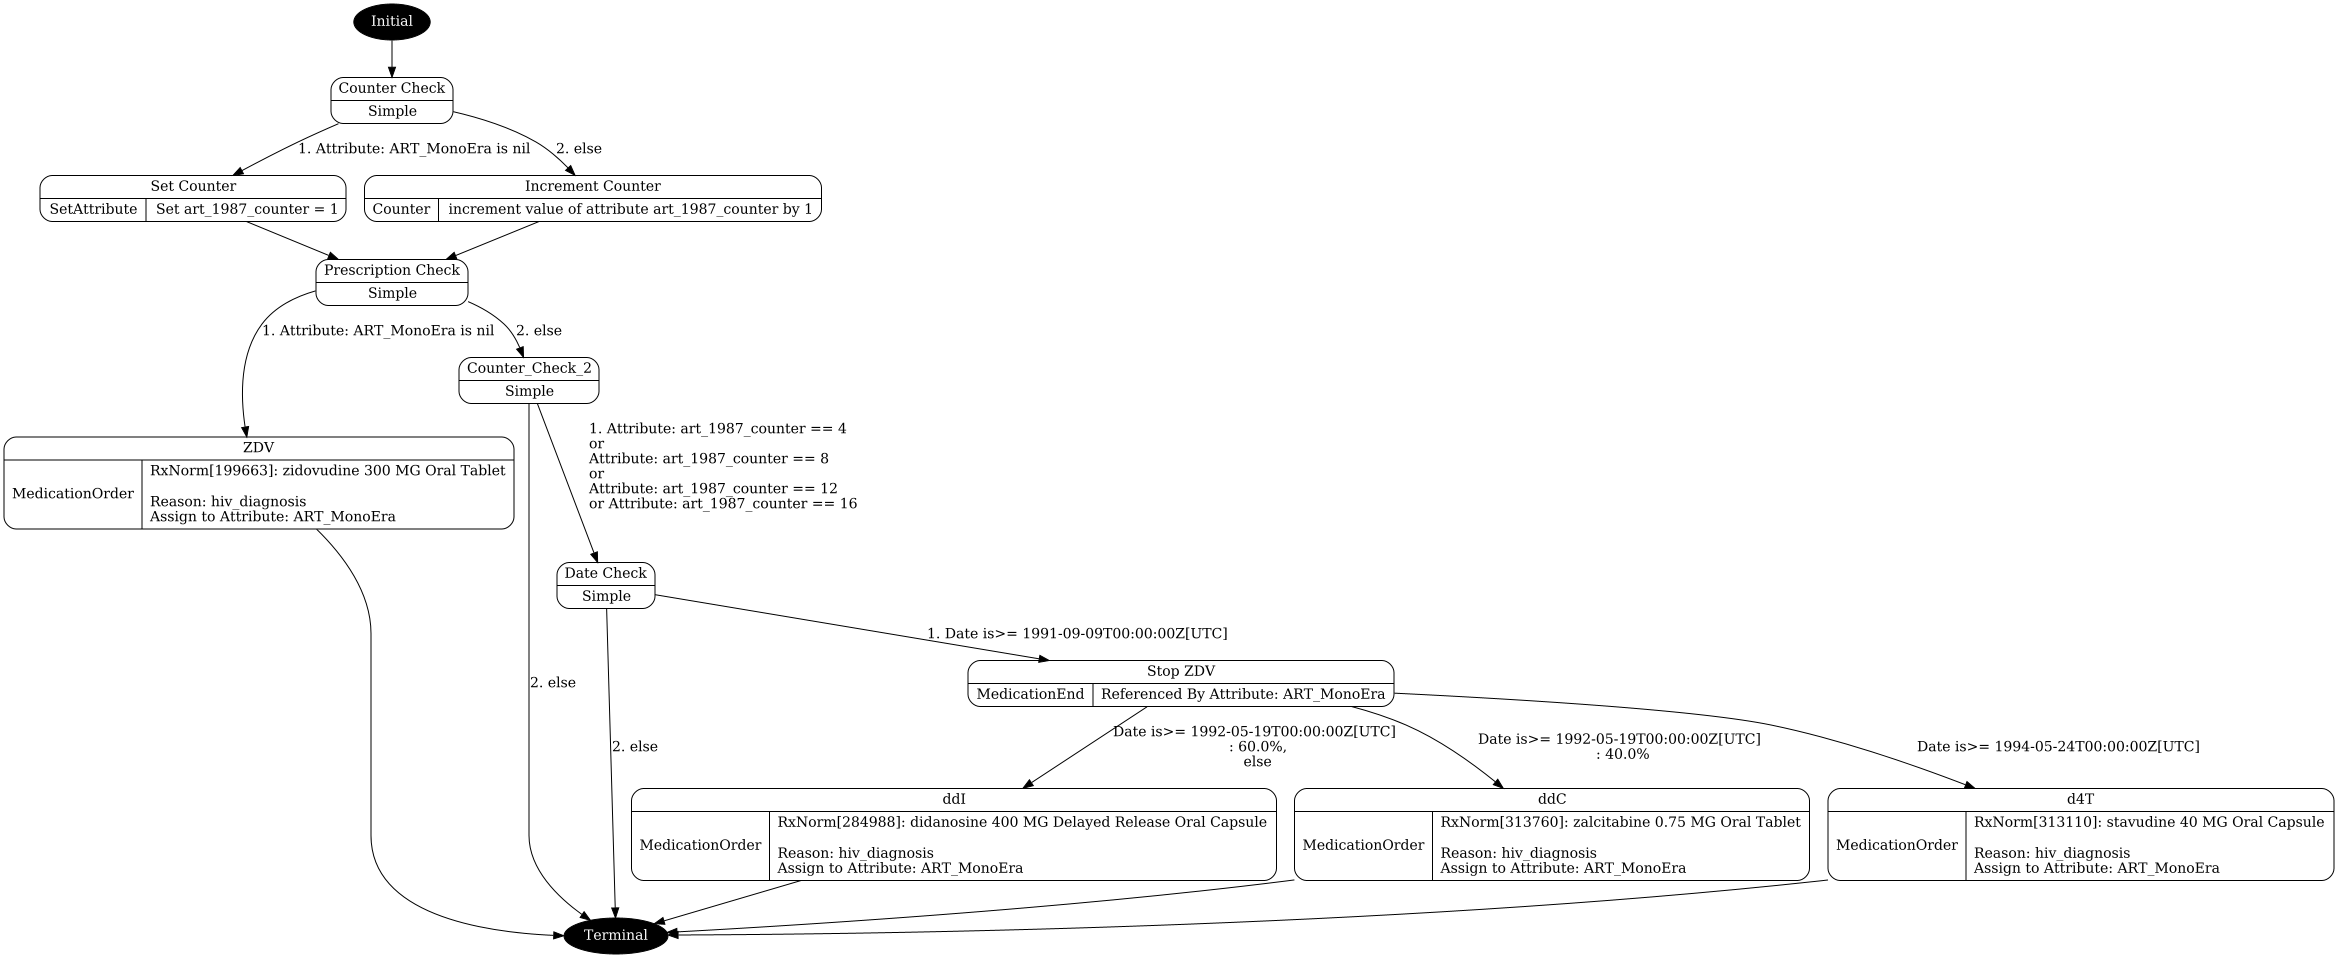 Initial
Counter Check
Simple
1. Attribute: ART_MonoEra is nil
2. else
Set Counter
SetAttribute
Set art_1987_counter = 1
Increment Counter
Counter
increment value of attribute art_1987_counter by 1
Prescription Check
Simple
1. Attribute: ART_MonoEra is nil
2. else
Counter_Check_2
Simple
1. Attribute: art_1987_counter == 4
or
Attribute: art_1987_counter == 8
or
Attribute: art_1987_counter == 12
or Attribute: art_1987_counter == 16
ZDV
MedicationOrder
RxNorm[199663]: zidovudine 300 MG Oral Tablet
Reason: hiv_diagnosis
Assign to Attribute: ART_MonoEra
Date Check
Simple
1. Date is>= 1991-09-09T00:00:00Z[UTC]
2. else
Stop ZDV
MedicationEnd
Referenced By Attribute: ART_MonoEra
2. else
Date is>= 1992-05-19T00:00:00Z[UTC]
: 60.0%,
else
Date is>= 1992-05-19T00:00:00Z[UTC]
: 40.0%
Date is>= 1994-05-24T00:00:00Z[UTC]
ddI
MedicationOrder
RxNorm[284988]: didanosine 400 MG Delayed Release Oral Capsule
Reason: hiv_diagnosis
Assign to Attribute: ART_MonoEra
ddC
MedicationOrder
RxNorm[313760]: zalcitabine 0.75 MG Oral Tablet
Reason: hiv_diagnosis
Assign to Attribute: ART_MonoEra
d4T
MedicationOrder
RxNorm[313110]: stavudine 40 MG Oral Capsule
Reason: hiv_diagnosis
Assign to Attribute: ART_MonoEra
Terminal